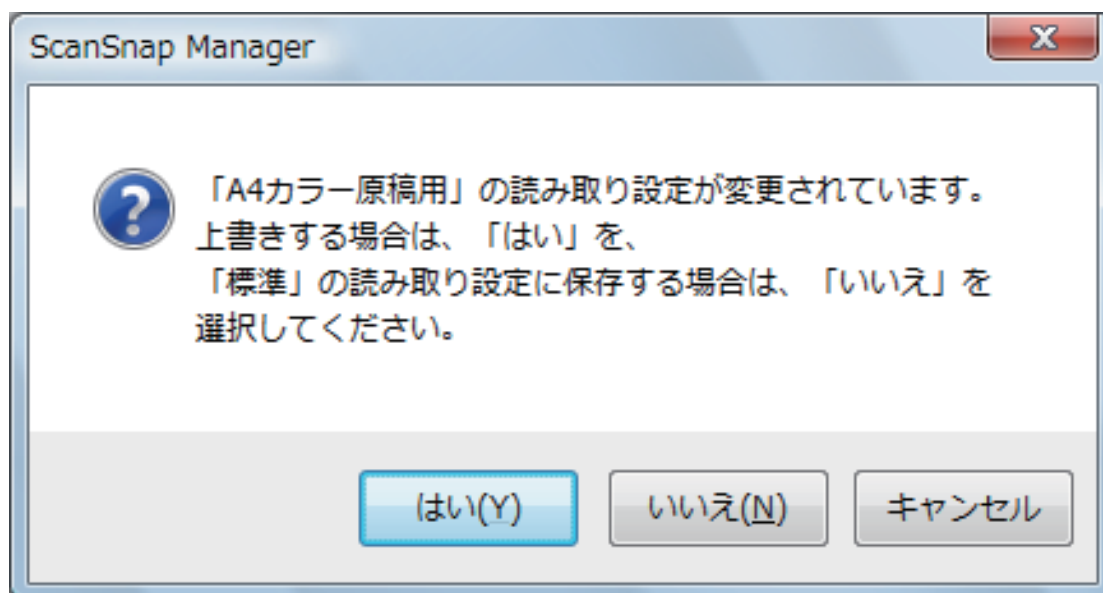 ScanSnap Manager
「A4カラー原稿用」の読み取り設定が変更されています。
上書きする場合は、「はい」を、
「標準」の読み取り設定に保存する場合は、「いいえ」を
選択してください。
はい(Y) いいえ(N) キャンセル